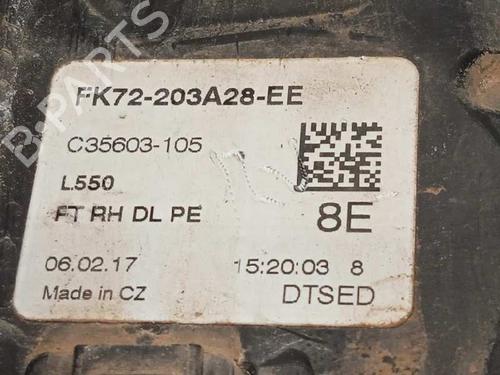 FK72-203A28-EE
C35603-105
L550
FT RH DL PE
8E
06.02.17 15:20:03 8
Made in CZ DTSED
B-PARTS